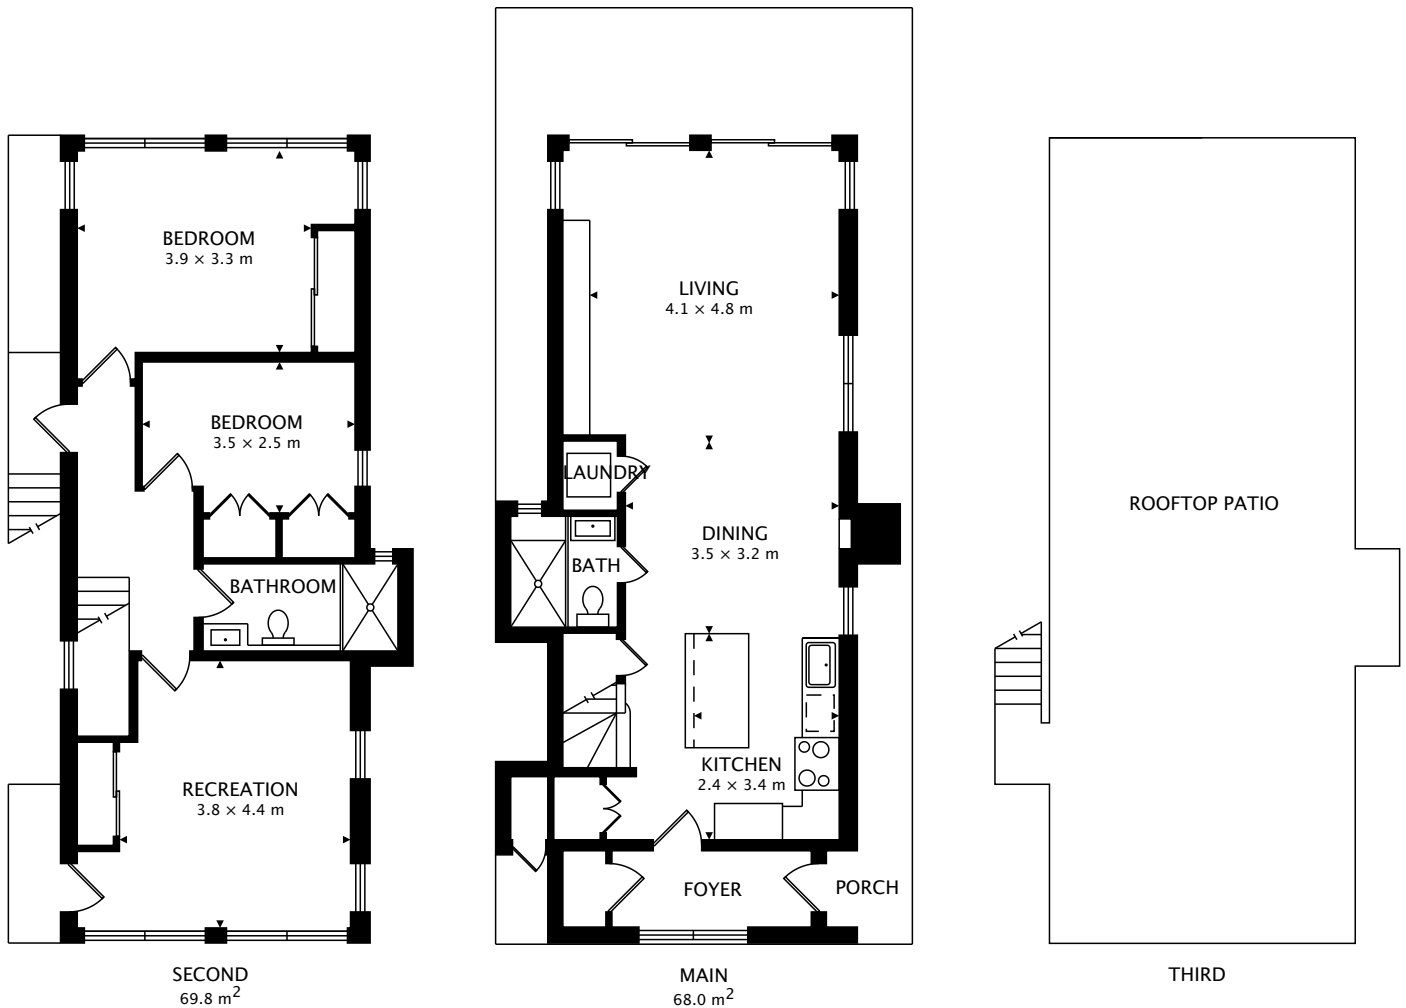 BEDROOM
3.9 × 3.3 m
BEDROOM
3.5 × 2.5 m
BATHROOM
RECREATION
3.8 × 4.4 m
SECOND
69.8 m²
LIVING
4.1 × 4.8 m
LAUNDRY
DINING
3.5 × 3.2 m
BATH
KITCHEN
2.4 × 3.4 m
FOYER
PORCH
MAIN
68.0 m²
ROOFTOP PATIO
THIRD